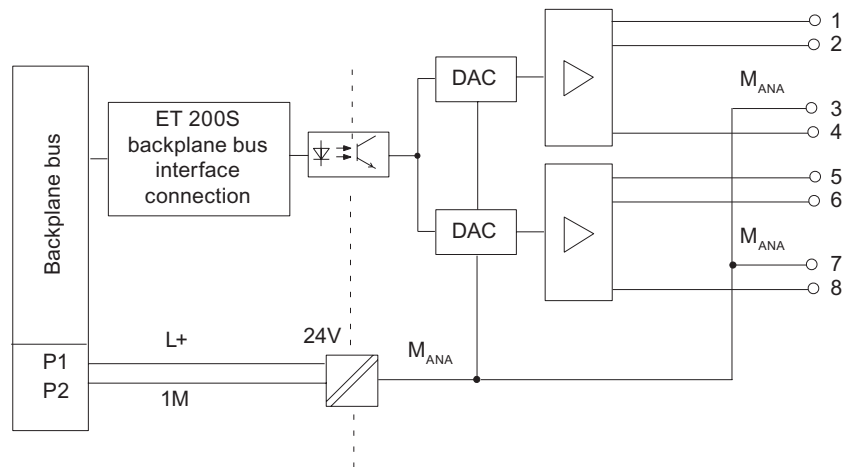 1
2
DAC
M_ANA
3
4
ET 200S
backplane bus
interface
connection
Backplane bus
5
6
DAC
M_ANA
7
8
L+
24V
M_ANA
P1
P2
1M